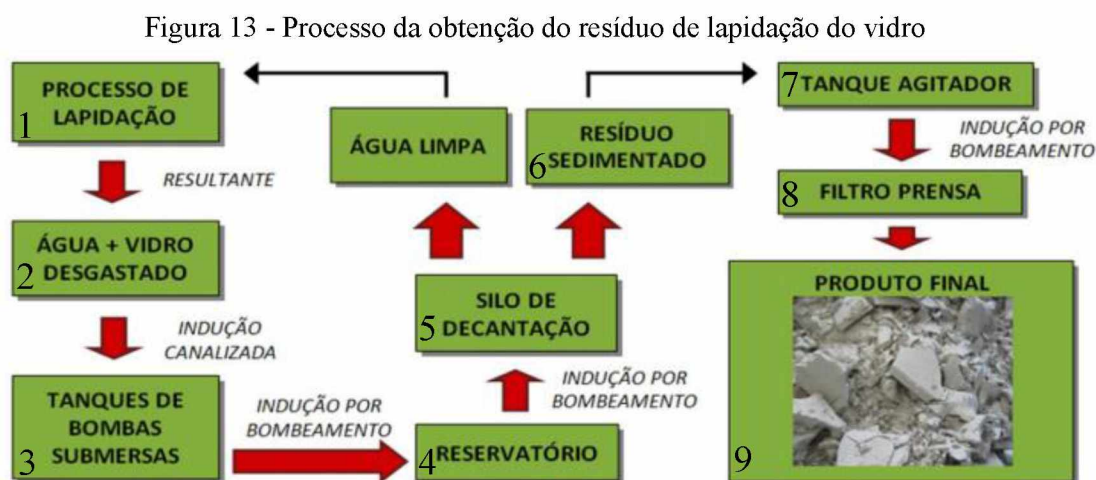 Figura 13 - Processo da obtenção do resíduo de lapidação do vidro
1
PROCESSO DE
LAPIDAÇÃO
RESULTANTE
2
ÁGUA + VIDRO
DESGASTADO
INDUÇÃO
CANALIZADA
3
TANQUES DE
BOMBAS
SUBMERSAS
INDUÇÃO POR
BOMBEAMENTO
4
RESERVATÓRIO
INDUÇÃO POR
BOMBEAMENTO
5
SILO DE
DECANTAÇÃO
ÁGUA LIMPA
6
RESÍDUO
SEDIMENTADO
7
TANQUE AGITADOR
INDUÇÃO POR
BOMBEAMENTO
8
FILTRO PRENSA
PRODUTO FINAL
9